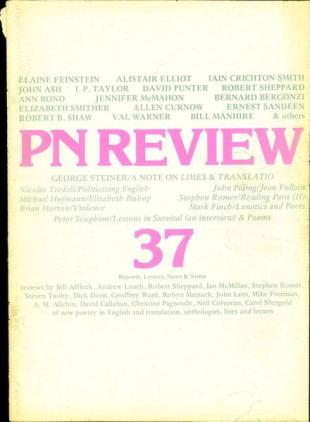 ELAINE FEINSTEIN ALISTAIR ELLIOT IAIN CRICHTON SMITH
JOHN ASH I. P. TAYLOR DAVID PUNTER ROBERT SHEPPARD
ANN BOND JENNIFER McMAHON BERNARD BERGONZI
ELIZABETH SMITHER ALLEN CURNOW ERNEST SANDEEN
ROBERT B. SHAW VAL WARNER BILL MANHIRE & others
PN REVIEW
GEORGE STEINER/A NOTE ON LIMES & TRANSLATIO
Nicolas Tredell/Politicizing English John Pilling/Jean Follain
Michael Hofmann/Elizabeth Bishop Stephen Romer/Reading Paris (II)
Brian Morton/Violence Mark Finch/Lunatics and Poets
Peter Scupham/Lessons in Survival (an interview) & Poems
37
Reports, Letters, News & Notes
reviews by Bill Affleck, Andrew Louth, Robert Sheppard, Ian McMillan, Stephen Romer,
Steven Tuohy, Dick Davis, Geoffrey Ward, Robyn Marsack, John Lees, Mike Freeman,
A. M. Allchin, David Callahan, Christine Pagnoulle, Neil Corcoran, Carol Shergold
of new poetry in English and translation, anthologies, lives and letters